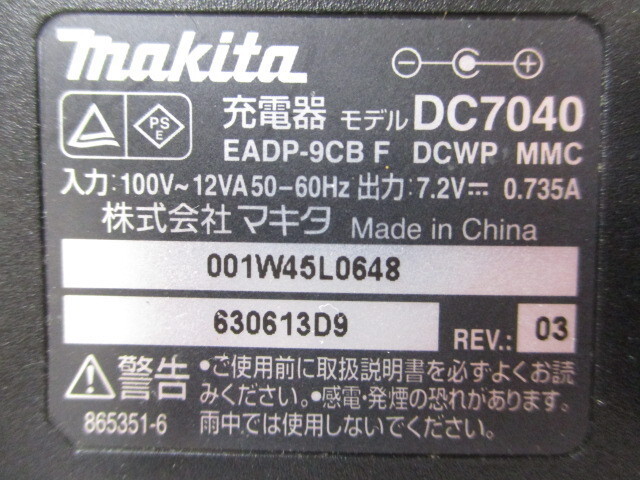 makita
PS
E
充電器 モデル DC7040
EADP-9CB F DCWP MMC
入力:100V~12VA50-60Hz 出力:7.2V⎓ 0.735A
株式会社 マキタ Made in China
001W45L0648
630613D9 REV.: 03
警告 •ご使用前に取扱説明書を必ずよくお読
みください。•感電・発煙の恐れがあります。
865351-6 雨中では使用しないでください。